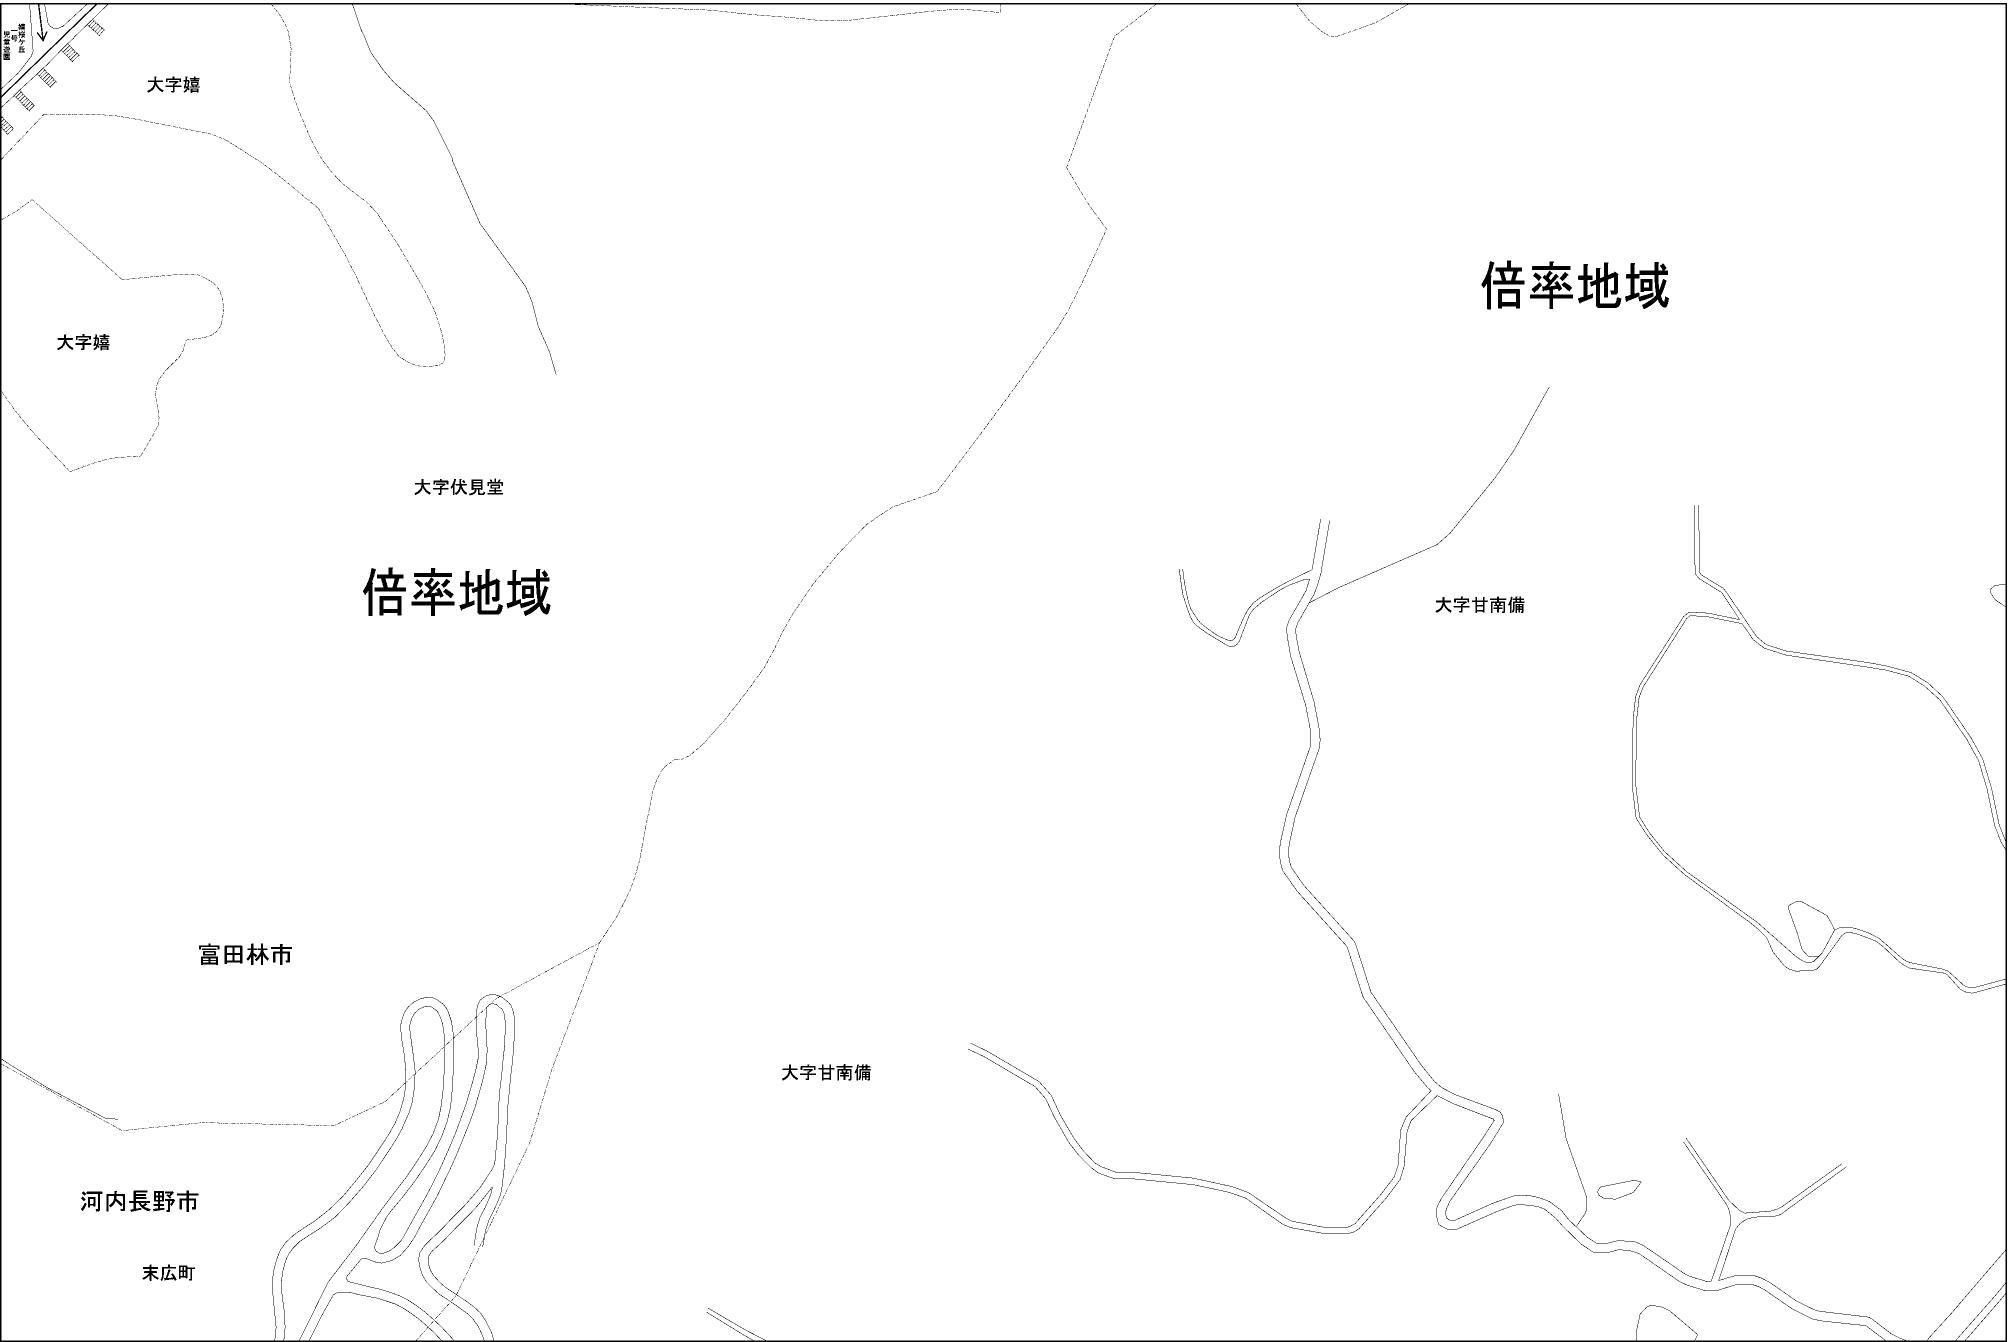 大字嬉
倍率地域
大字嬉
大字伏見堂
倍率地域
大字甘南備
富田林市
大字甘南備
河内長野市
末広町